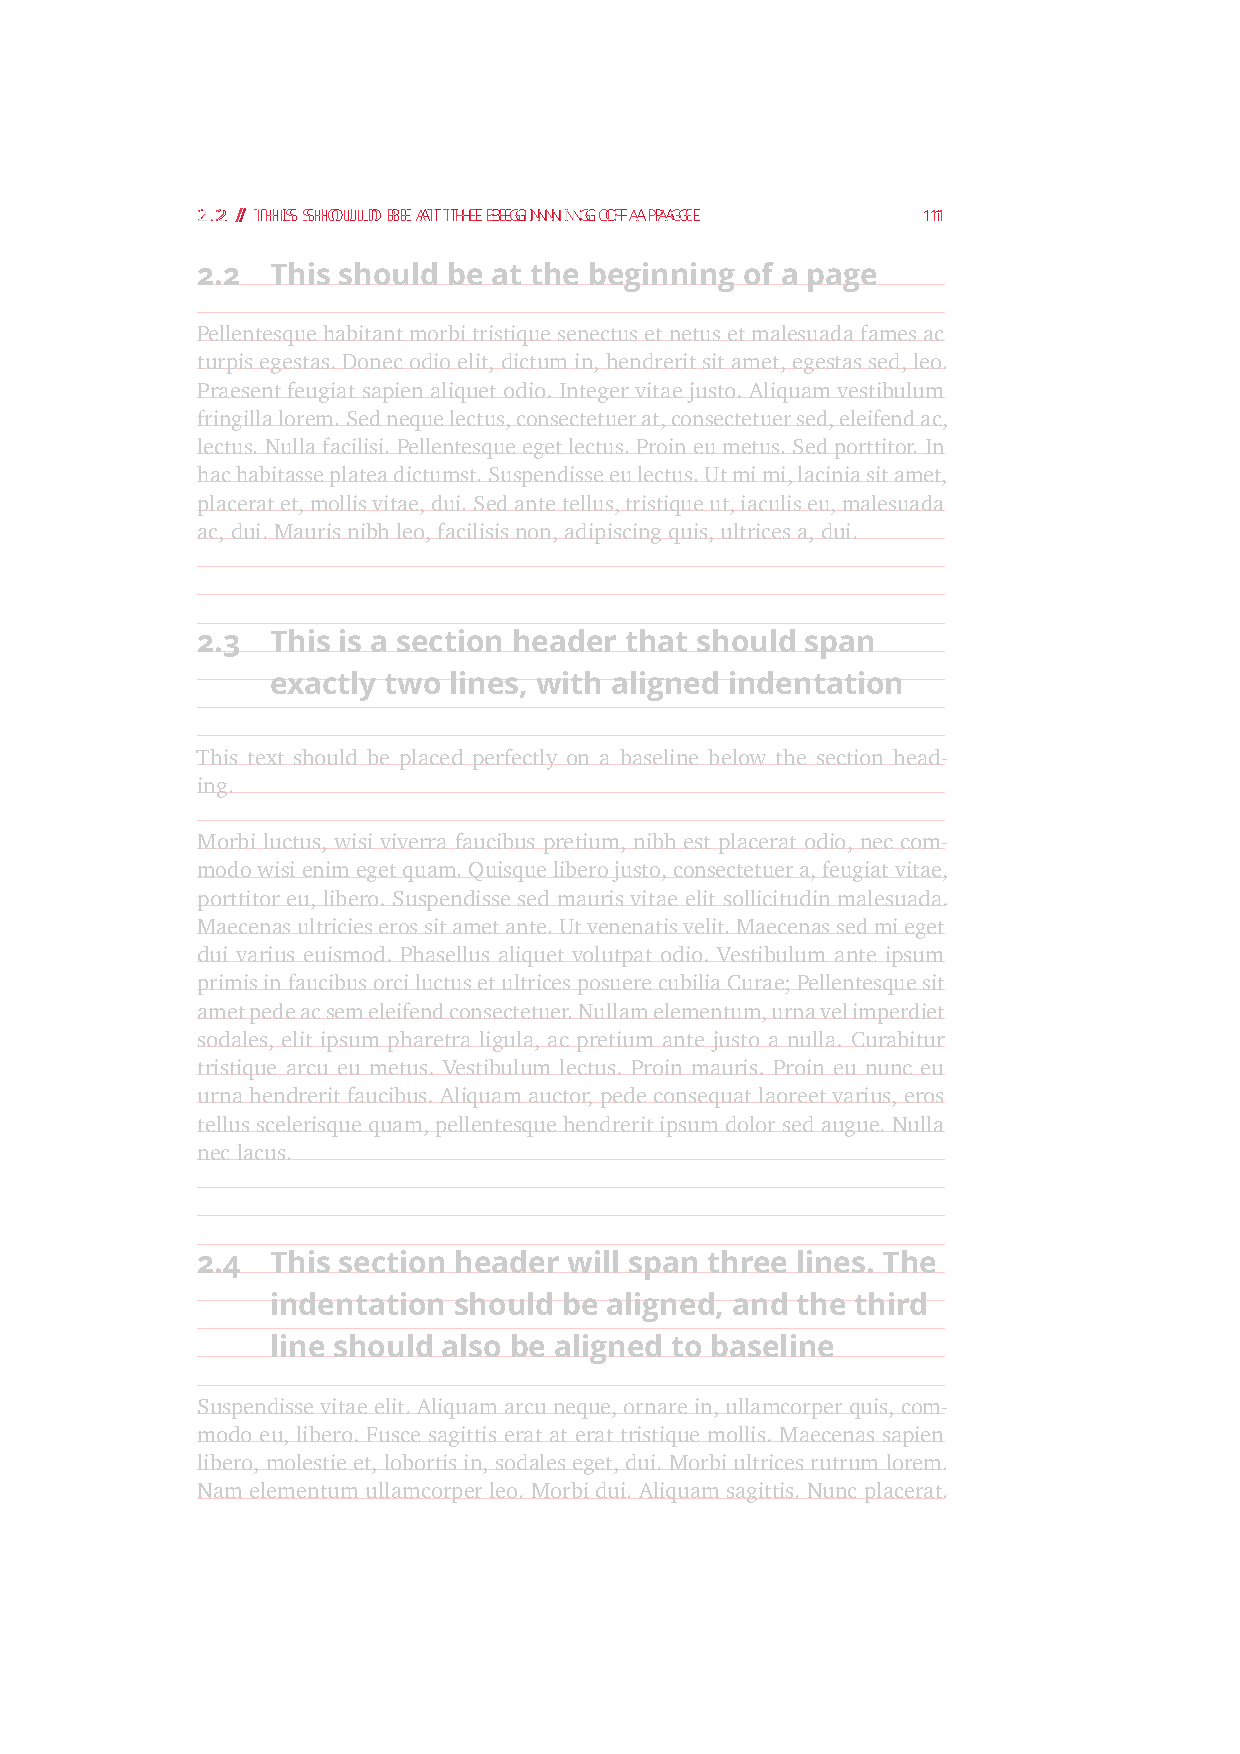 2.2 // THIS SHOULD BE AT THE BEGINNING OF A PAGE 11
2.2 This should be at the beginning of a page
Pellentesque habitant morbi tristique senectus et netus et malesuada fames ac
turpis egestas. Donec odio elit, dictum in, hendrerit sit amet, egestas sed, leo.
Praesent feugiat sapien aliquet odio. Integer vitae justo. Aliquam vestibulum
fringilla lorem. Sed neque lectus, consectetuer at, consectetuer sed, eleifend ac,
lectus. Nulla facilisi. Pellentesque eget lectus. Proin eu metus. Sed porttitor. In
hac habitasse platea dictumst. Suspendisse eu lectus. Ut mi mi, lacinia sit amet,
placerat et, mollis vitae, dui. Sed ante tellus, tristique ut, iaculis eu, malesuada
ac, dui. Mauris nibh leo, facilisis non, adipiscing quis, ultrices a, dui.
2.3 This is a section header that should span
exactly two lines, with aligned indentation
This text should be placed perfectly on a baseline below the section head-
ing.
Morbi luctus, wisi viverra faucibus pretium, nibh est placerat odio, nec com-
modo wisi enim eget quam. Quisque libero justo, consectetuer a, feugiat vitae,
porttitor eu, libero. Suspendisse sed mauris vitae elit sollicitudin malesuada.
Maecenas ultricies eros sit amet ante. Ut venenatis velit. Maecenas sed mi eget
dui varius euismod. Phasellus aliquet volutpat odio. Vestibulum ante ipsum
primis in faucibus orci luctus et ultrices posuere cubilia Curae; Pellentesque sit
amet pede ac sem eleifend consectetuer. Nullam elementum, urna vel imperdiet
sodales, elit ipsum pharetra ligula, ac pretium ante justo a nulla. Curabitur
tristique arcu eu metus. Vestibulum lectus. Proin mauris. Proin eu nunc eu
urna hendrerit faucibus. Aliquam auctor, pede consequat laoreet varius, eros
tellus scelerisque quam, pellentesque hendrerit ipsum dolor sed augue. Nulla
nec lacus.
2.4 This section header will span three lines. The
indentation should be aligned, and the third
line should also be aligned to baseline
Suspendisse vitae elit. Aliquam arcu neque, ornare in, ullamcorper quis, com-
modo eu, libero. Fusce sagittis erat at erat tristique mollis. Maecenas sapien
libero, molestie et, lobortis in, sodales eget, dui. Morbi ultrices rutrum lorem.
Nam elementum ullamcorper leo. Morbi dui. Aliquam sagittis. Nunc placerat.